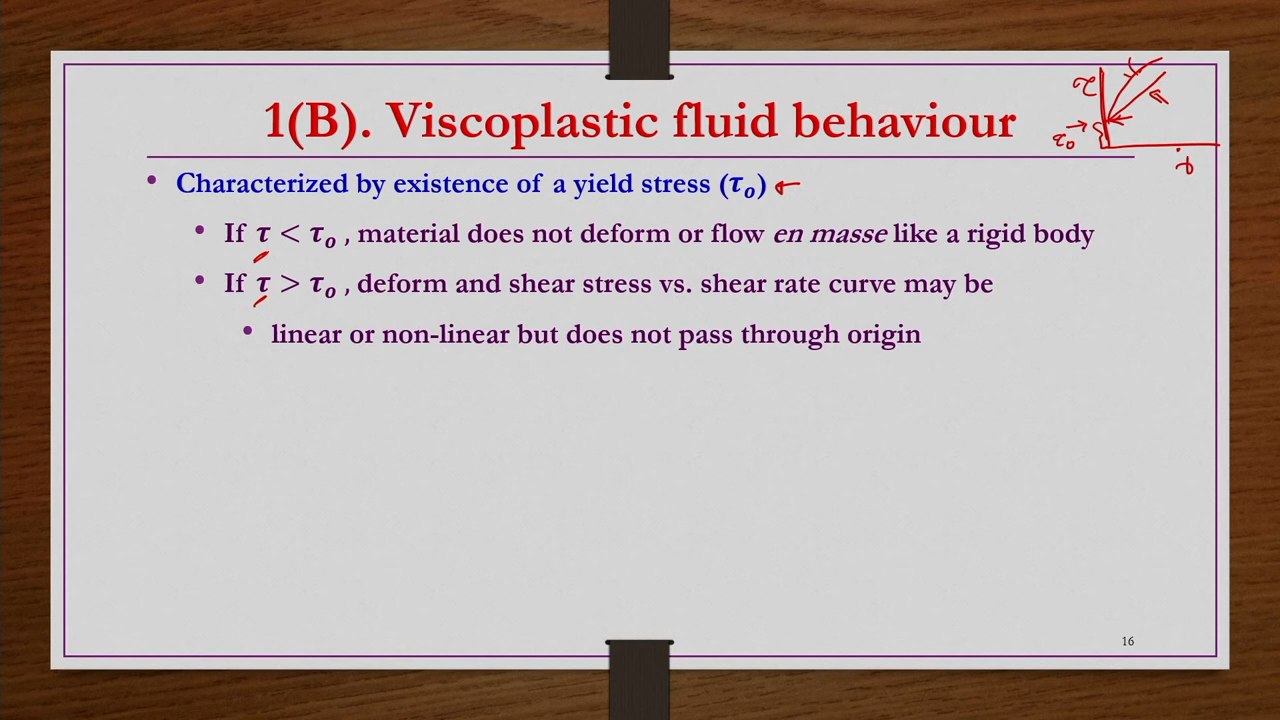 1(B). Viscoplastic fluid behaviour
τ
τo
γ̇
• Characterized by existence of a yield stress (τo)
• If τ < τo , material does not deform or flow en masse like a rigid body
• If τ > τo , deform and shear stress vs. shear rate curve may be
• linear or non-linear but does not pass through origin
16